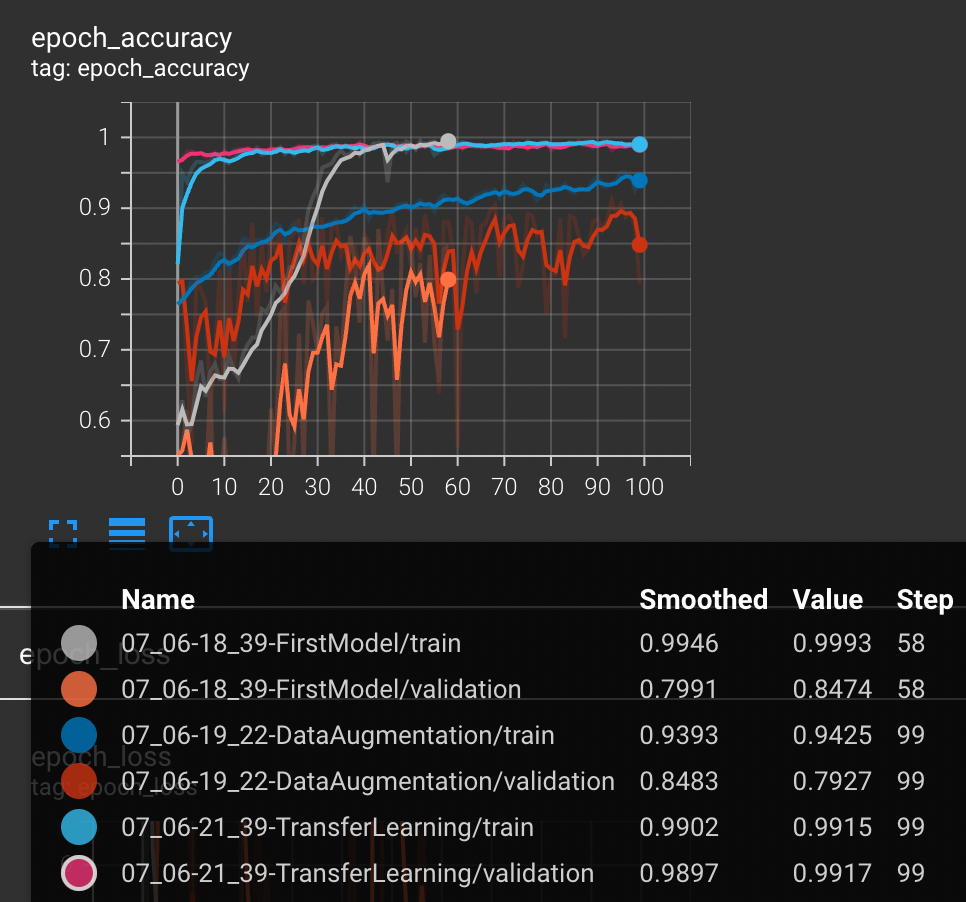 epoch_accuracy
tag: epoch_accuracy
1
0.9
0.8
0.7
0.6
0 10 20 30 40 50 60 70 80 90 100
epoch_loss
epoch_loss
tag: epoch_loss
Name Smoothed Value Step
07_06-18_39-FirstModel/train 0.9946 0.9993 58
07_06-18_39-FirstModel/validation 0.7991 0.8474 58
07_06-19_22-DataAugmentation/train 0.9393 0.9425 99
07_06-19_22-DataAugmentation/validation 0.8483 0.7927 99
07_06-21_39-TransferLearning/train 0.9902 0.9915 99
07_06-21_39-TransferLearning/validation 0.9897 0.9917 99